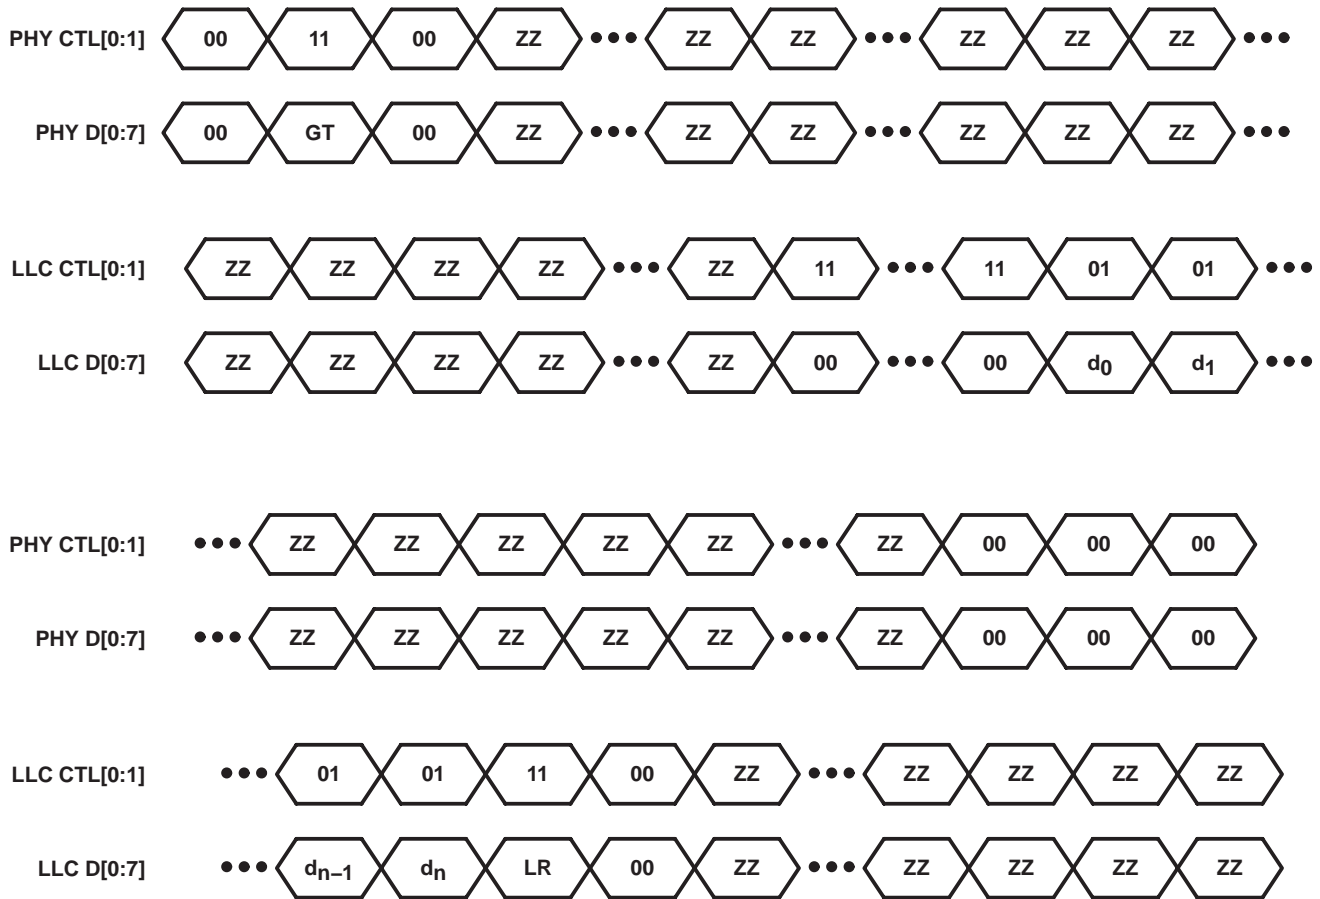 PHY CTL[0:1] 00 11 00 ZZ ZZ ZZ ZZ ZZ ZZ
PHY D[0:7] 00 GT 00 ZZ ZZ ZZ ZZ ZZ ZZ
LLC CTL[0:1] ZZ ZZ ZZ ZZ ZZ 11 11 01 01
LLC D[0:7] ZZ ZZ ZZ ZZ ZZ 00 00 d0 d1
PHY CTL[0:1] ZZ ZZ ZZ ZZ ZZ ZZ 00 00 00
PHY D[0:7] ZZ ZZ ZZ ZZ ZZ ZZ 00 00 00
LLC CTL[0:1] 01 01 11 00 ZZ ZZ ZZ ZZ ZZ
LLC D[0:7] dn–1 dn LR 00 ZZ ZZ ZZ ZZ ZZ